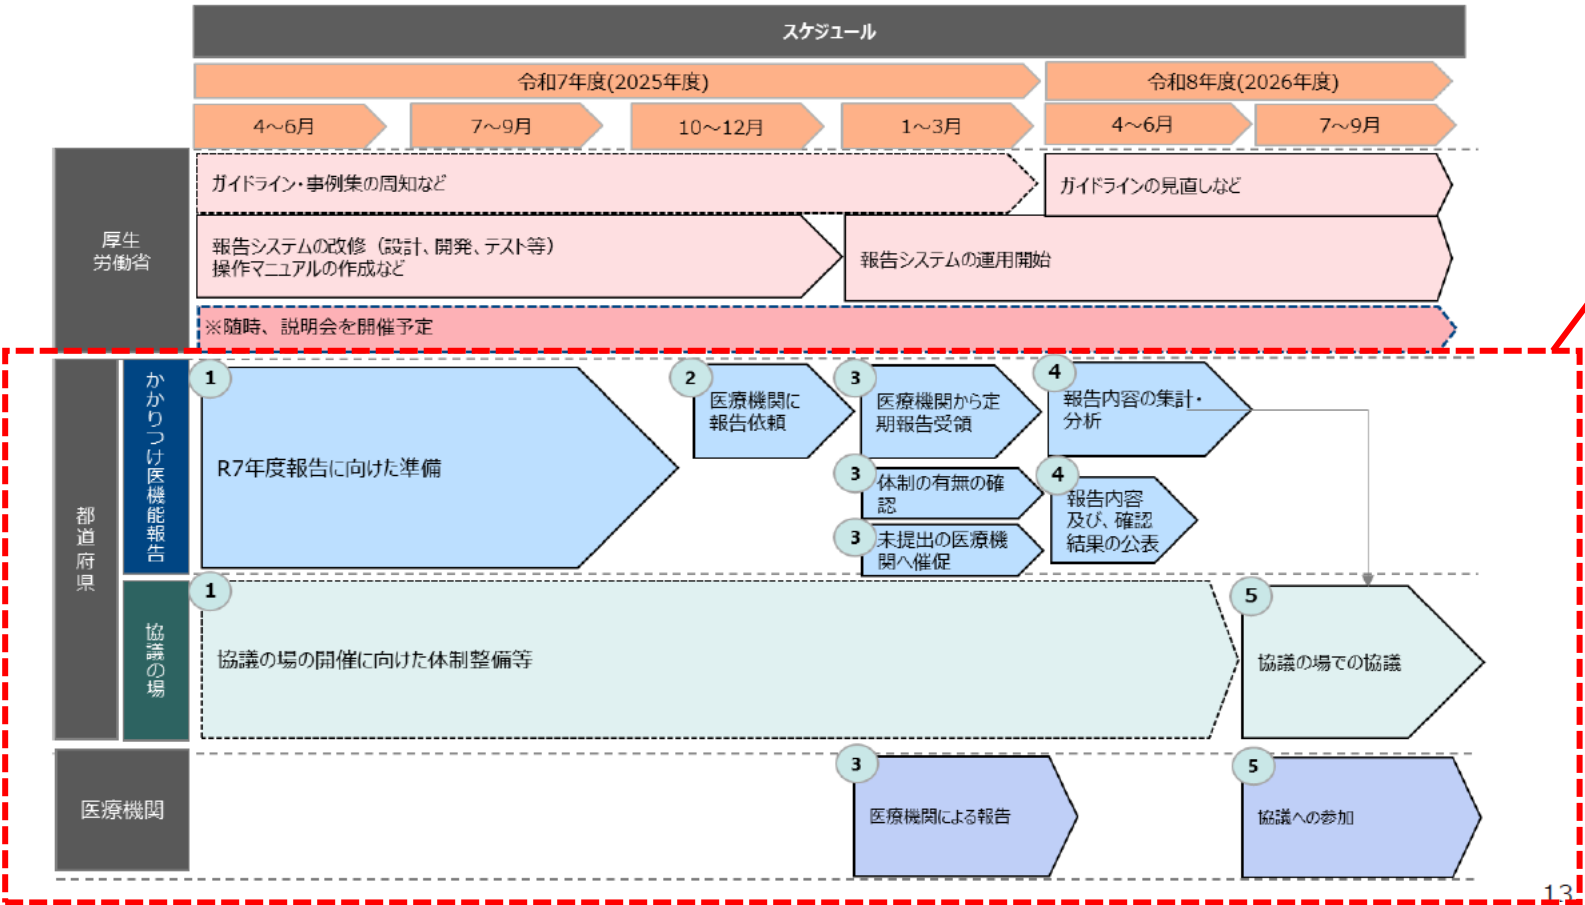 スケジュール
令和7年度(2025年度)
令和8年度(2026年度)
4～6月
7～9月
10～12月
1～3月
4～6月
7～9月
厚生
労働省
ガイドライン・事例集の周知など
ガイドラインの見直しなど
報告システムの改修（設計、開発、テスト等）
操作マニュアルの作成など
報告システムの運用開始
※随時、説明会を開催予定
都道府県
かかりつけ医機能報告
1
R7年度報告に向けた準備
2
医療機関に
報告依頼
3
医療機関から定
期報告受領
3
体制の有無の確
認
3
未提出の医療機
関へ催促
4
報告内容の集計・
分析
4
報告内容
及び、確認
結果の公表
協議の場
1
協議の場の開催に向けた体制整備等
5
協議の場での協議
医療機関
3
医療機関による報告
5
協議への参加
13